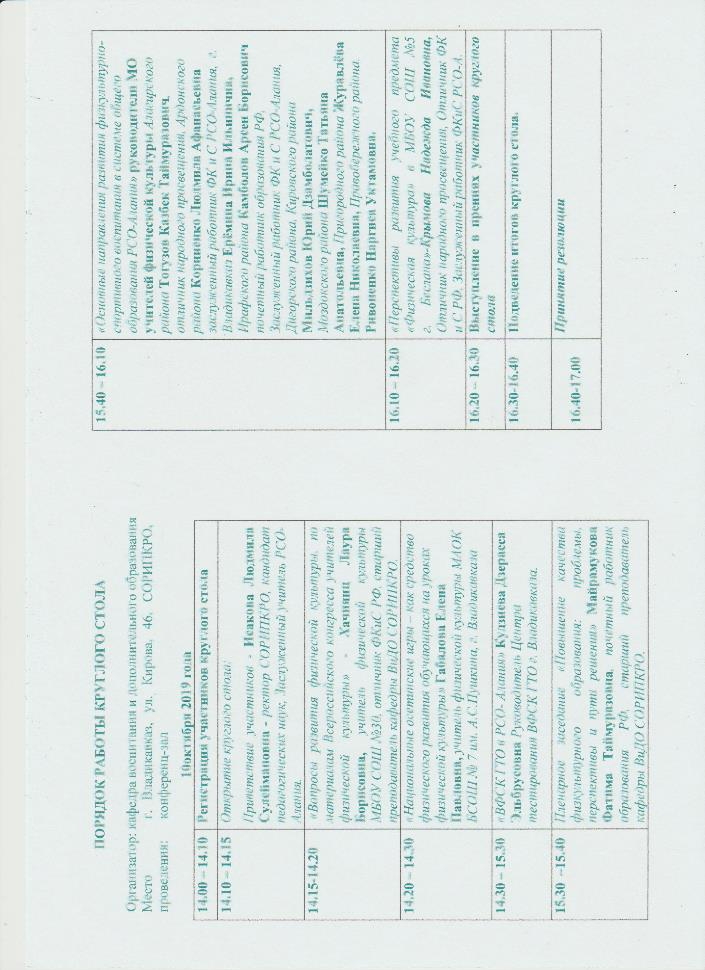 ПОРЯДОК РАБОТЫ КРУГЛОГО СТОЛА
Организатор: кафедра воспитания и дополнительного образования
Место г. Владикавказ, ул. Кирова, 46, СОРИПКРО,
проведения: конференц-зал
19октября 2019 года
14.00 – 14.10 Регистрация участников круглого стола
14.10 – 14.15 Открытие круглого стола:
Приветствие участников - Исакова Людмила
Сулеймановна - ректор СОРИПКРО, кандидат
педагогических наук, Заслуженный учитель РСО-
Алания.
14.15-14.20 «Вопросы развития физической культуры, по
материалам Всероссийского конгресса учителей
физической культуры» - Хачиянц Лаура
Борисовна, учитель физической культуры
МБОУ СОШ №30, отличник ФКиС РФ, старший
преподаватель кафедры ВиДО СОРИПКРО.
14.20 – 14.30 «Национальные осетинские игры – как средство
физического развития обучающихся на уроках
физической культуры» Габалова Елена
Павловна, учитель физической культуры МАОК
БСОШ № 7 им. А.С.Пушкина, г. Владикавказа
14.30 – 15.30 «ВФСК ГТО в РСО- Алания» Кудзиева Дзерасса
Эльбрусовна Руководитель Центра
тестирования ВФСК ГТО г. Владикавказа.
15.30 –15.40 Пленарное заседание «Повышение качества
физкультурного образования: проблемы,
перспективы и пути решения» Майрамукова
Фатима Таймуразовна, почетный работник
образования РФ, старший преподаватель
кафедры ВиДО СОРИПКРО.
15.40 – 16.10 «Основные направления развития физкультурно-
спортивного воспитания в системе общего
образования РСО-Алания» руководители МО
учителей физической культуры Алагирского
района Тогузов Казбек Таймуразович,
отличник народного просвещения, Ардонского
района Корниенко Людмила Афанасьевна
заслуженный работник ФК и С РСО-Алания, г.
Владикавказ Ерёмина Ирина Ильинична,
Ирафского района Камболов Арсен Борисович
почетный работник образования РФ,
Заслуженный работник ФК и С РСО-Алания,
Дигорского района, Кировского района
Мильдзихов Юрий Дзамболатович,
Моздокского района Шумейко Татьяна
Анатольевна, Пригородного района Журавлёва
Елена Николаевна, Правобережного района
Ривоненко Наргиса Уктамовна.
16.10 – 16.20 «Перспективы развития учебного предмета
«Физическая культура» в МБОУ СОШ №5
г. Беслана»-Крымова Надежда Ивановна,
Отличник народного просвещения, Отличник ФК
и С РФ, Заслуженный работник ФКиС РСО-А.
16.20 – 16.30 Выступление в прениях участников круглого
стола
16.30-16.40 Подведение итогов круглого стола.
16.40-17.00 Принятие резолюции